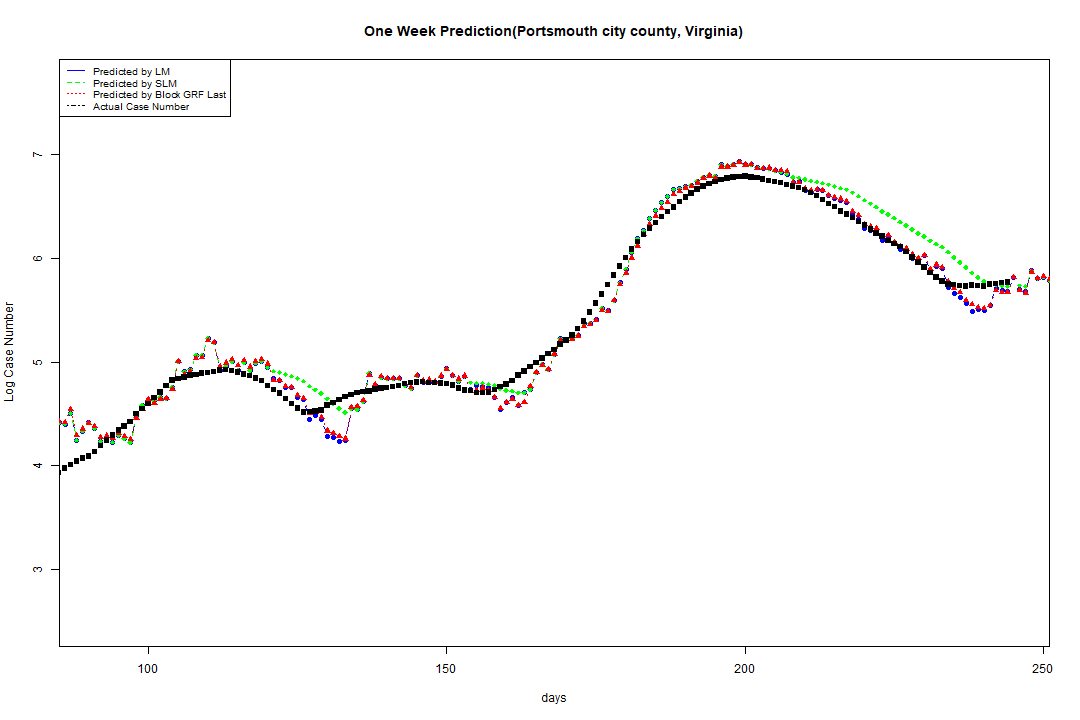 One Week Prediction(Portsmouth city county, Virginia)
Predicted by LM
Predicted by SLM
Predicted by Block GRF Last
Actual Case Number
Log Case Number
7
6
5
4
3
100 150 200 250
days